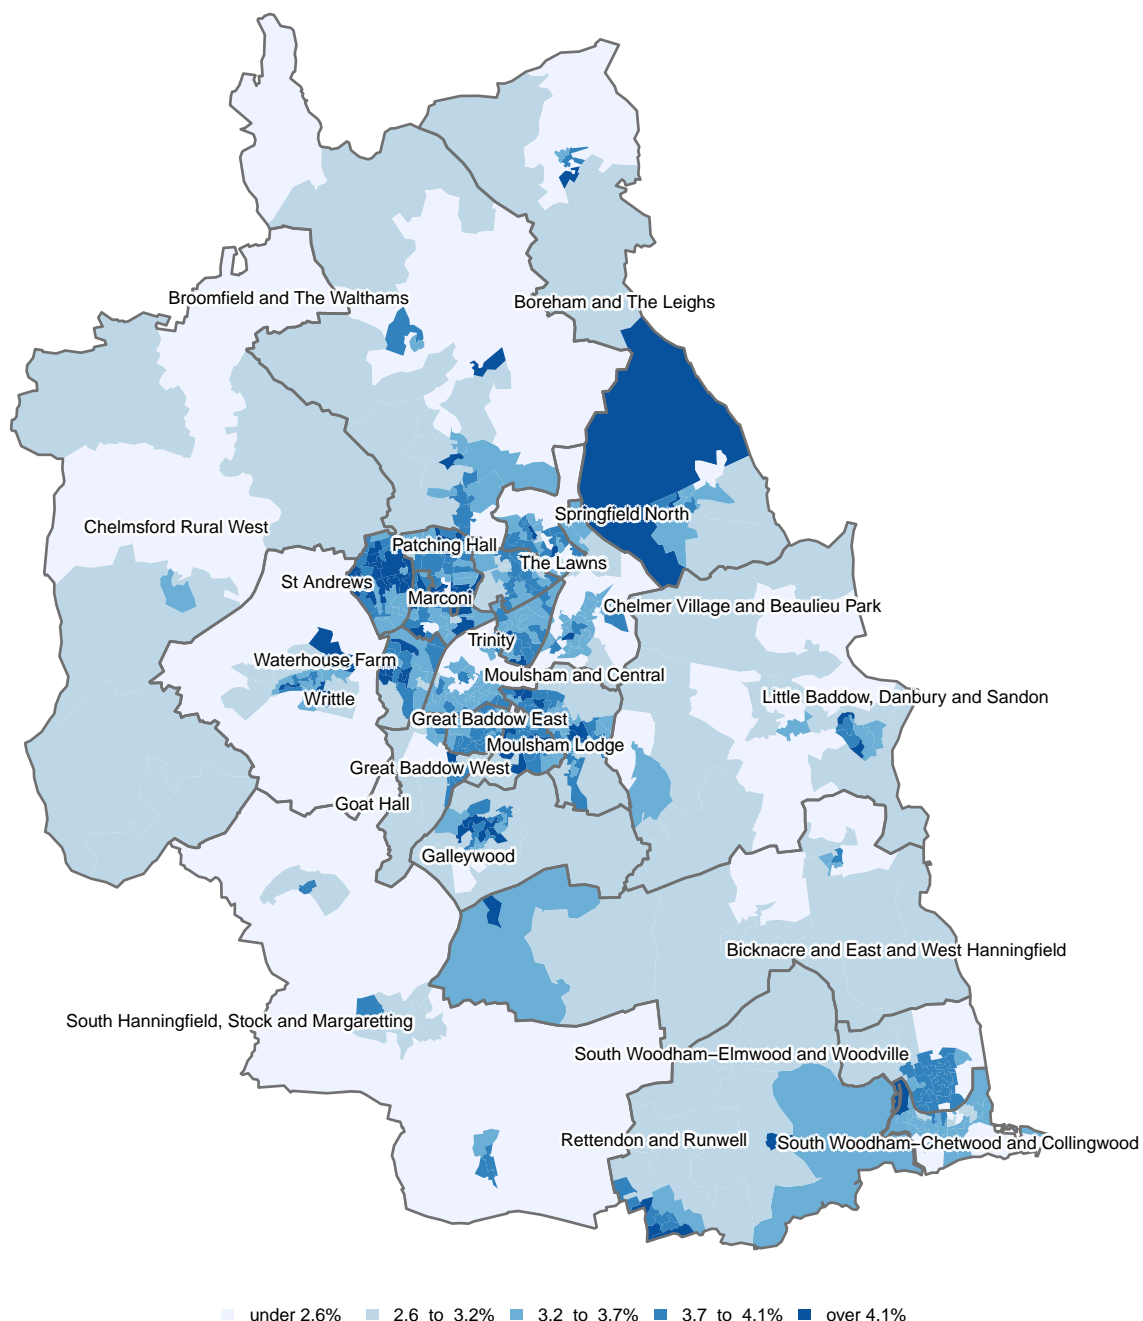 Broomfield and The Walthams
Boreham and The Leighs
Springfield North
Chelmsford Rural West
Patching Hall
The Lawns
St Andrews
Marconi
Chelmer Village and Beaulieu Park
Trinity
Waterhouse Farm
Moulsham and Central
Writtle
Little Baddow, Danbury and Sandon
Great Baddow East
Moulsham Lodge
Great Baddow West
Goat Hall
Galleywood
Bicknacre and East and West Hanningfield
South Hanningfield, Stock and Margaretting
South Woodham−Elmwood and Woodville
Rettendon and Runwell
South Woodham−Chetwood and Collingwood
under 2.6% 2.6 to 3.2% 3.2 to 3.7% 3.7 to 4.1% over 4.1%